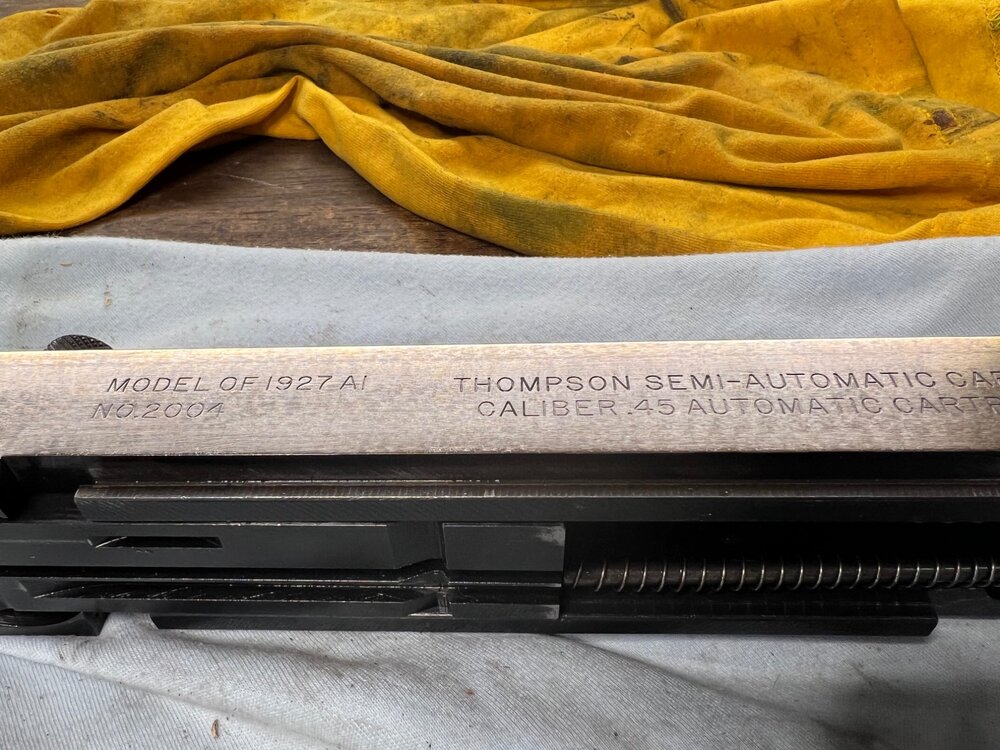 MODEL OF 1927 A1
NO. 2004
THOMPSON SEMI-AUTOMATIC
CALIBER .45 AUTOMATIC